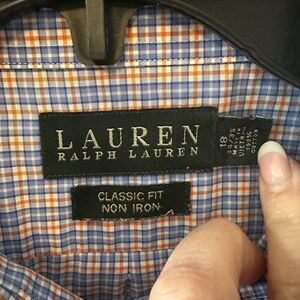 LAUREN
RALPH LAUREN
CLASSIC FIT
NON IRON
18